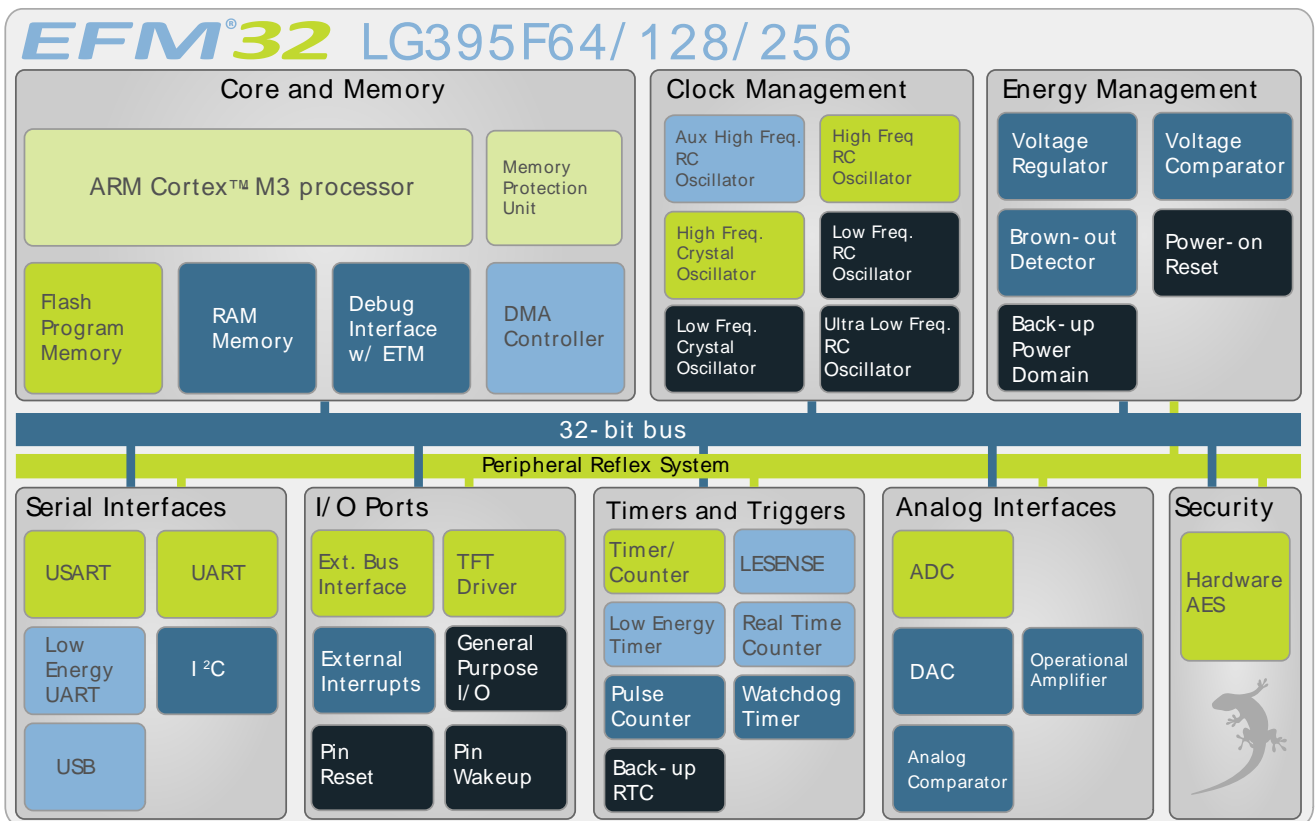 EFM®32 LG395F64/128/256
Core and Memory
ARM Cortex™ M3 processor
Memory
Protection
Unit
Flash
Program
Memory
RAM
Memory
Debug
Interface
w/ ETM
DMA
Controller
Clock Management
Aux High Freq.
RC
Oscillator
High Freq
RC
Oscillator
High Freq.
Crystal
Oscillator
Low Freq.
RC
Oscillator
Low Freq.
Crystal
Oscillator
Ultra Low Freq.
RC
Oscillator
Energy Management
Voltage
Regulator
Voltage
Comparator
Brown-out
Detector
Power-on
Reset
Back-up
Power
Domain
32-bit bus
Peripheral Reflex System
Serial Interfaces
USART
UART
Low
Energy
UART
I²C
USB
I/O Ports
Ext. Bus
Interface
TFT
Driver
External
Interrupts
General
Purpose
I/O
Pin
Reset
Pin
Wakeup
Timers and Triggers
Timer/
Counter
LESENSE
Low Energy
Timer
Real Time
Counter
Pulse
Counter
Watchdog
Timer
Back-up
RTC
Analog Interfaces
ADC
DAC
Operational
Amplifier
Analog
Comparator
Security
Hardware
AES